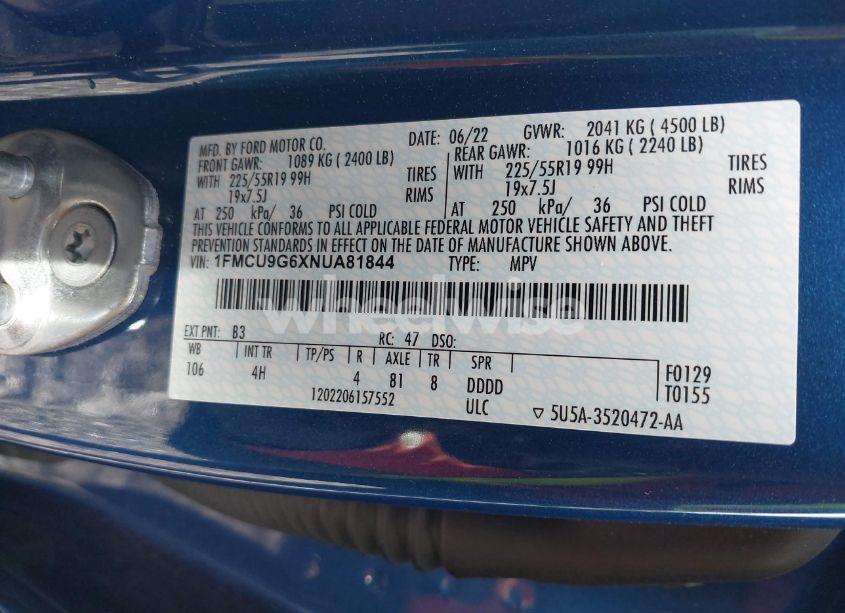 MFD. BY FORD MOTOR CO. DATE: 06/22 GVWR: 2041 KG ( 4500 LB)
FRONT GAWR: 1089 KG ( 2400 LB) REAR GAWR: 1016 KG ( 2240 LB)
WITH 225/55R19 99H TIRES WITH 225/55R19 99H TIRES
19x7.5J RIMS 19x7.5J RIMS
AT 250 kPa/ 36 PSI COLD AT 250 kPa/ 36 PSI COLD
THIS VEHICLE CONFORMS TO ALL APPLICABLE FEDERAL MOTOR VEHICLE SAFETY AND THEFT
PREVENTION STANDARDS IN EFFECT ON THE DATE OF MANUFACTURE SHOWN ABOVE.
VIN: 1FMCU9G6XNUA81844 TYPE: MPV
wheelwise
EXT PNT: B3 RC: 47 DSO:
WB INT TR TP/PS R AXLE TR SPR
106 4H 4 81 8 DDDD F0129
1202206157552 ULC T0155
▽ 5U5A-3520472-AA